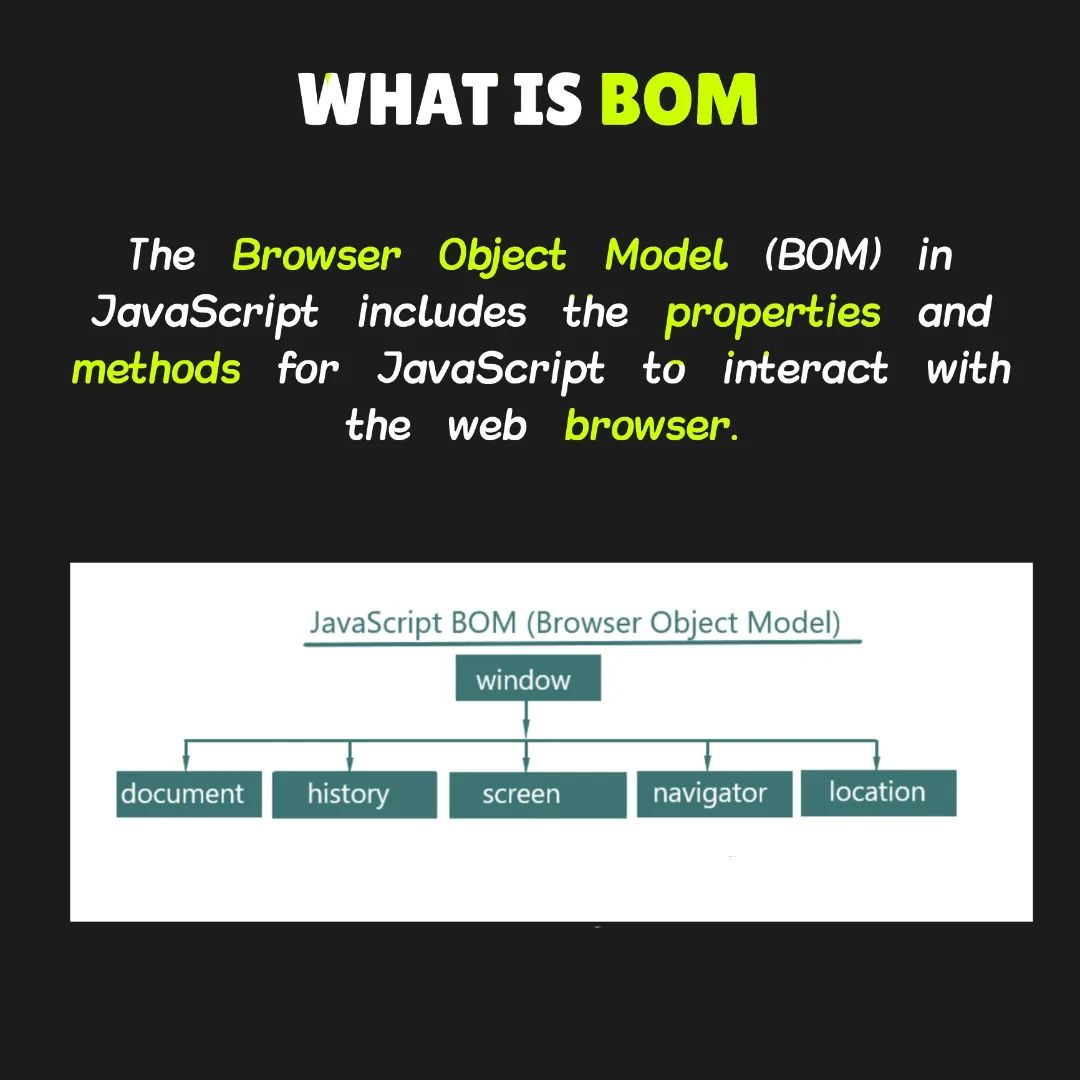 WHAT IS BOM
The Browser Object Model (BOM) in
JavaScript includes the properties and
methods for JavaScript to interact with
the web browser.
JavaScript BOM (Browser Object Model)
window
document history screen navigator location